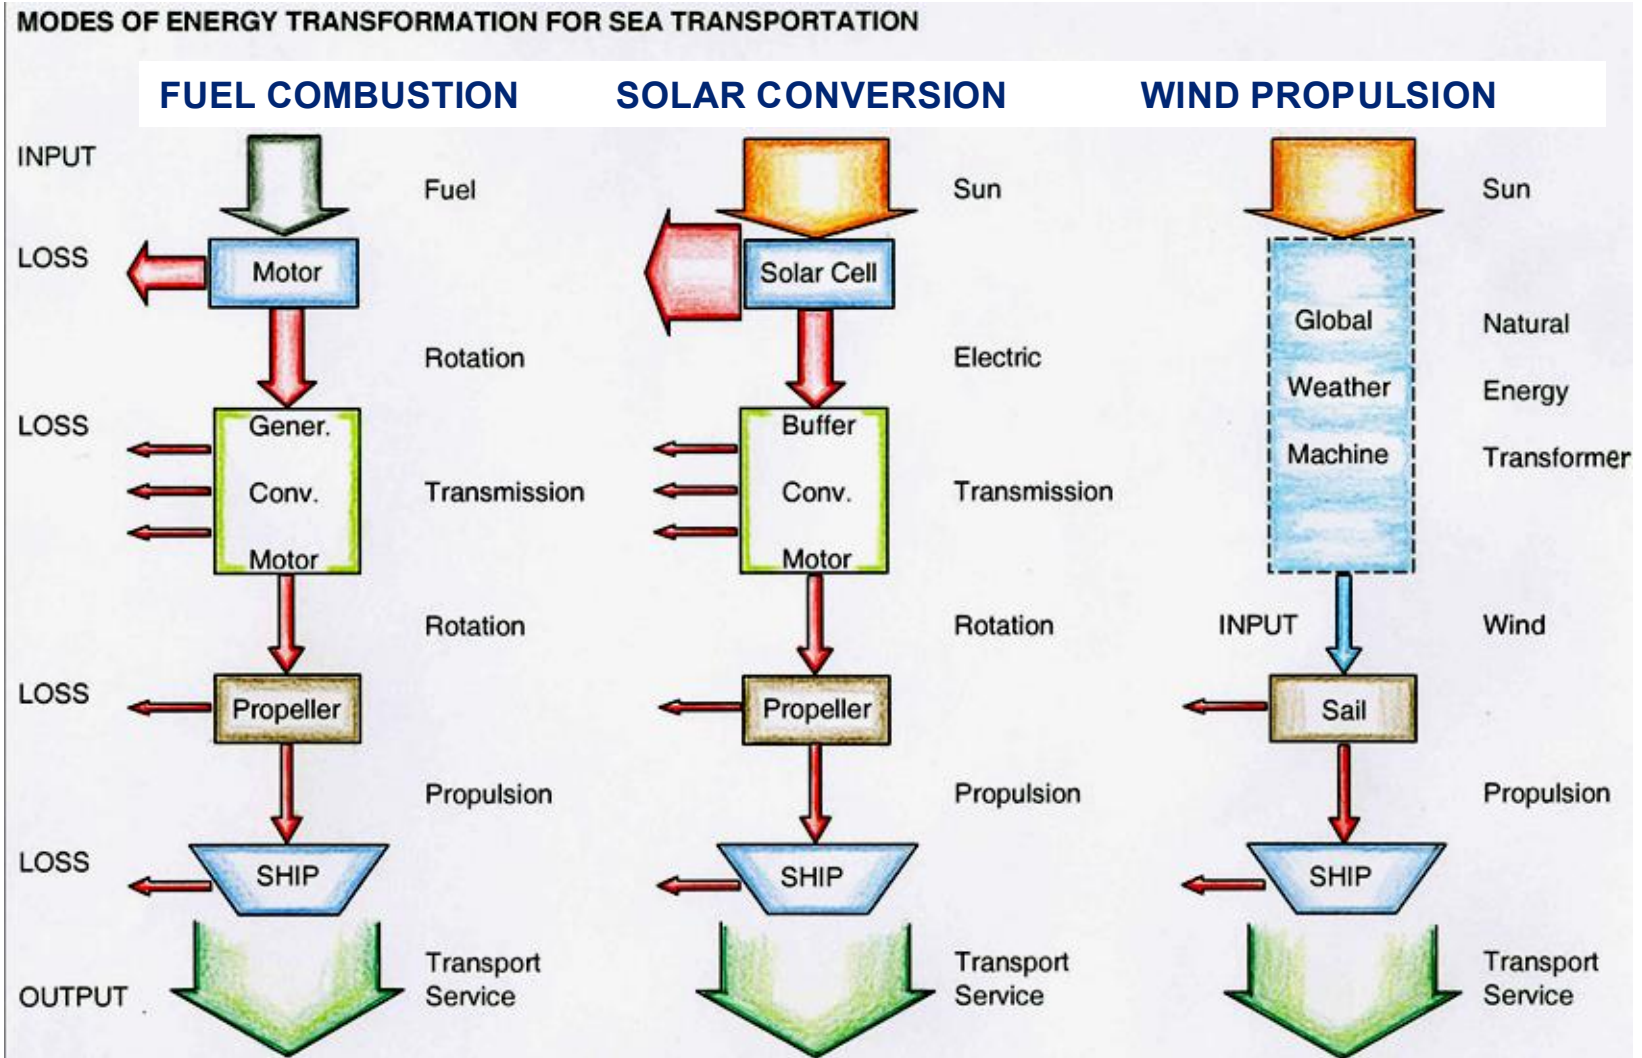 MODES OF ENERGY TRANSFORMATION FOR SEA TRANSPORTATION
FUEL COMBUSTION SOLAR CONVERSION WIND PROPULSION
INPUT Fuel Sun Sun
LOSS Motor Solar Cell
Global Natural
Rotation Electric
Weather Energy
LOSS Gener. Buffer
Machine Transformer
Conv. Transmission Conv. Transmission
Motor Motor
Rotation Rotation INPUT Wind
LOSS Propeller Propeller Sail
Propulsion Propulsion Propulsion
LOSS SHIP SHIP SHIP
Transport Transport Transport
OUTPUT Service Service Service